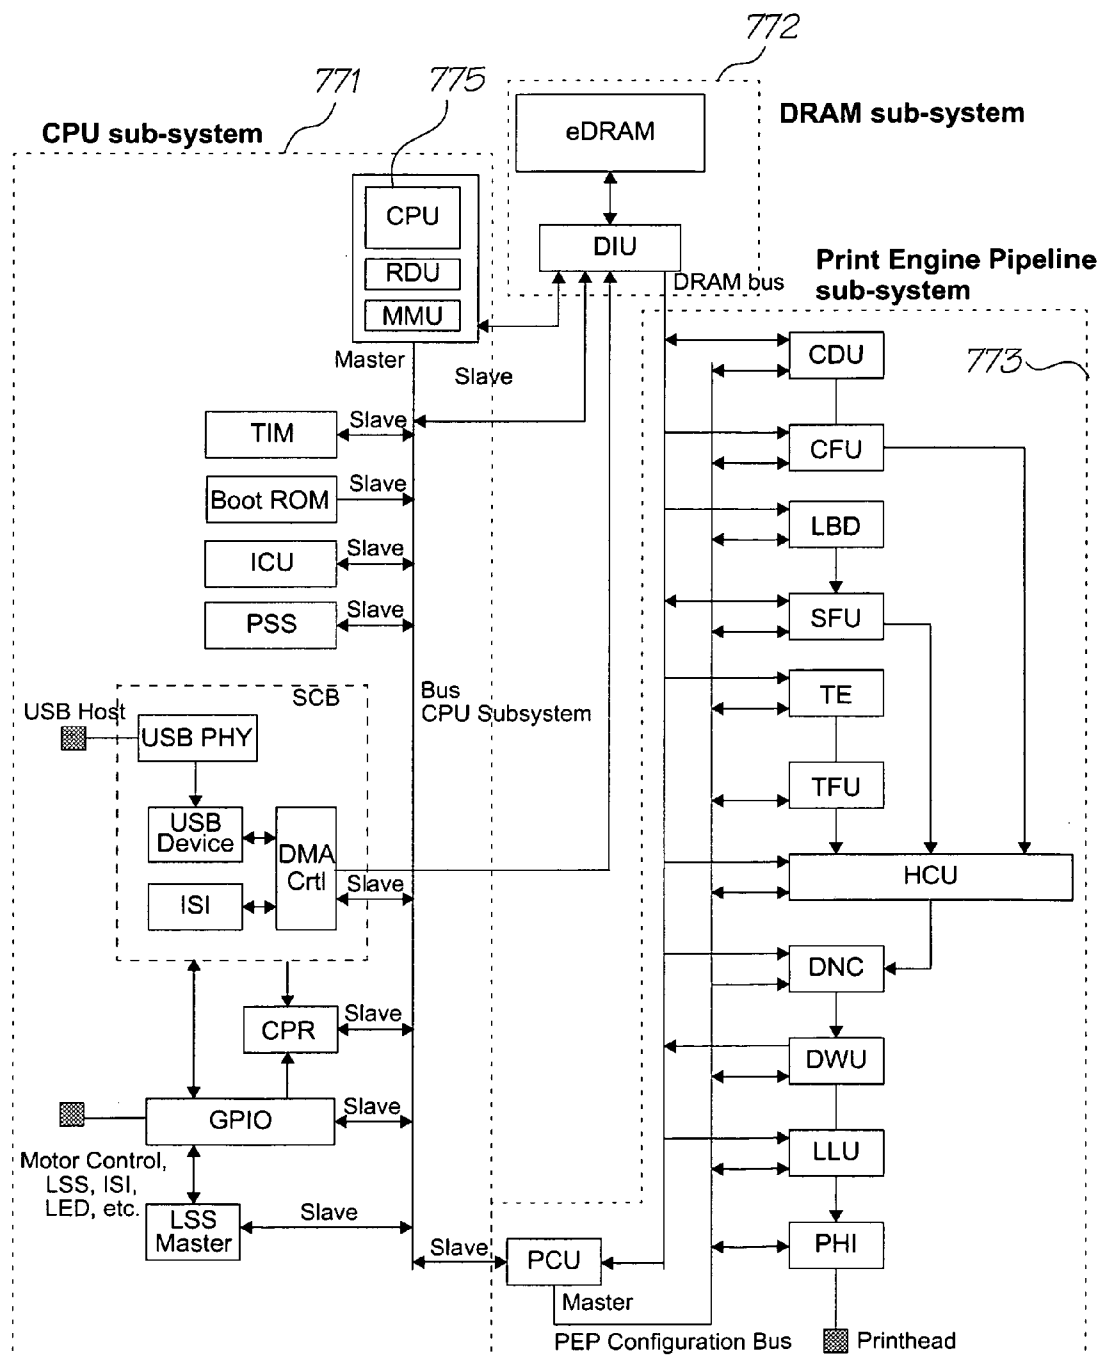 772
771
775
CPU sub-system
DRAM sub-system
eDRAM
CPU
DIU
RDU
MMU
DRAM bus
Print Engine Pipeline
sub-system
Master
Slave
CDU
773
TIM
Slave
CFU
Boot ROM
Slave
LBD
ICU
Slave
PSS
Slave
SFU
SCB
Bus
CPU Subsystem
TE
USB Host
USB PHY
TFU
USB
Device
DMA
Crtl
Slave
HCU
ISI
DNC
CPR
Slave
DWU
GPIO
Slave
Motor Control,
LSS, ISI,
LED, etc.
LLU
LSS
Master
Slave
Slave
PCU
PHI
Master
PEP Configuration Bus
Printhead